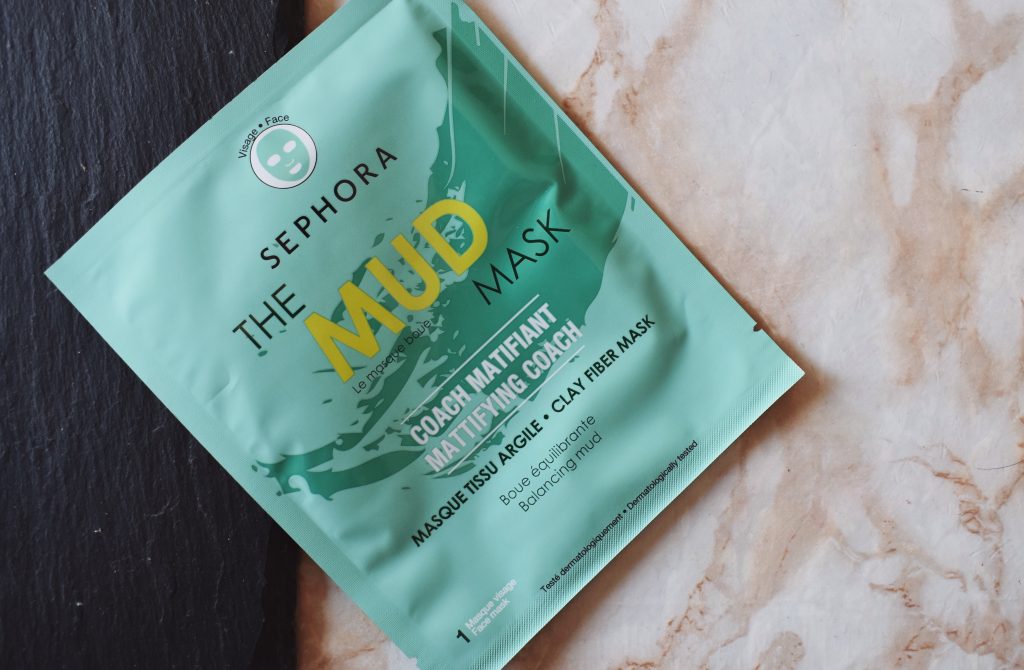 Visage • Face
SEPHORA
THE MUD MASK
Le masque boue
COACH MATIFIANT
MATTIFYING COACH
MASQUE TISSU ARGILE • CLAY FIBER MASK
Boue équilibrante
Balancing mud
Testé dermatologiquement • Dermatologically tested
1 Masque visage
Face mask